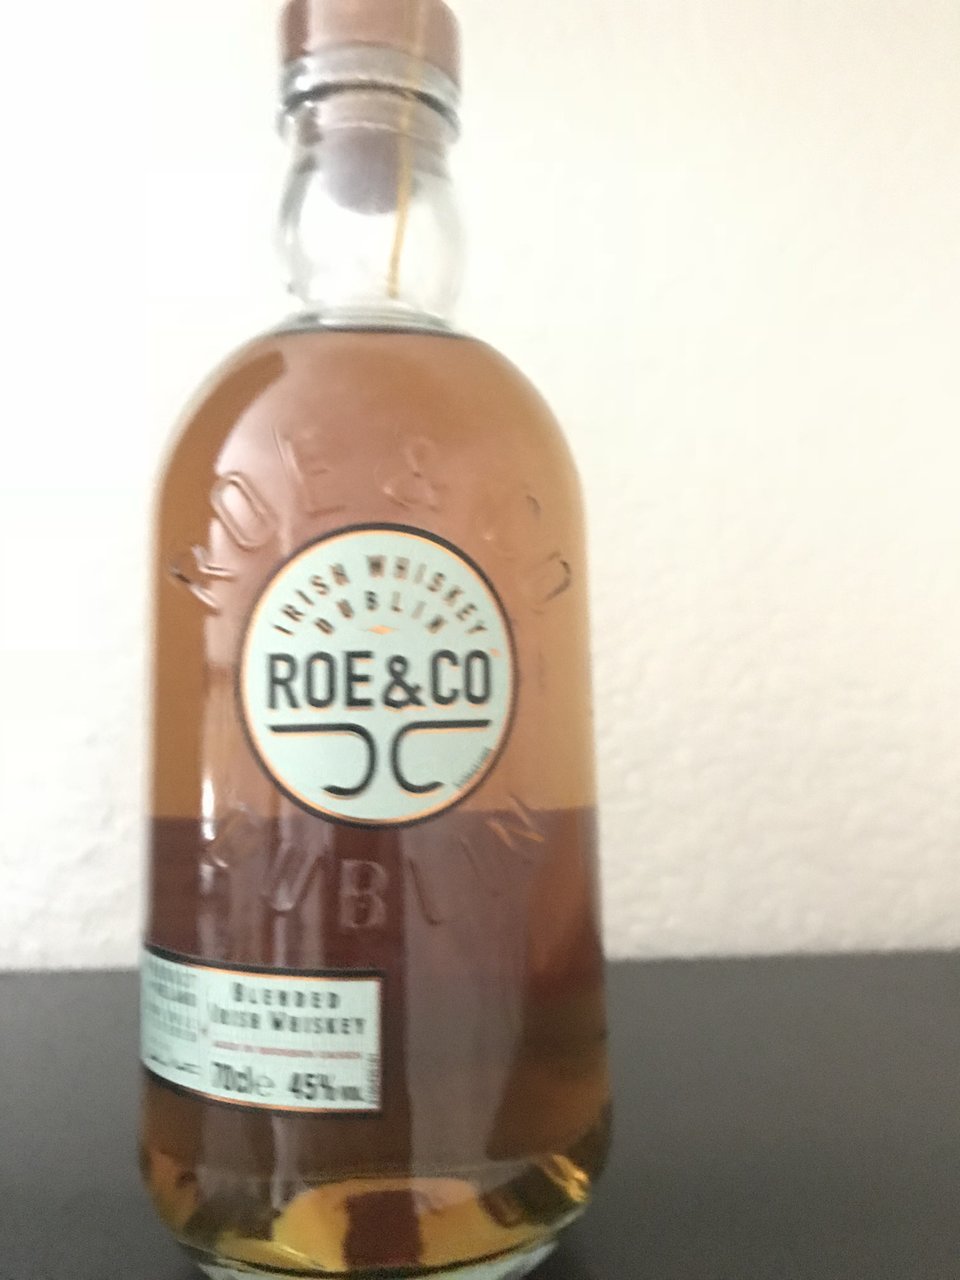 ROE & CO
IRISH WHISKEY
DUBLIN
ROE&CO
DUBLIN
BLENDED
IRISH WHISKEY
70cl e 45% vol.